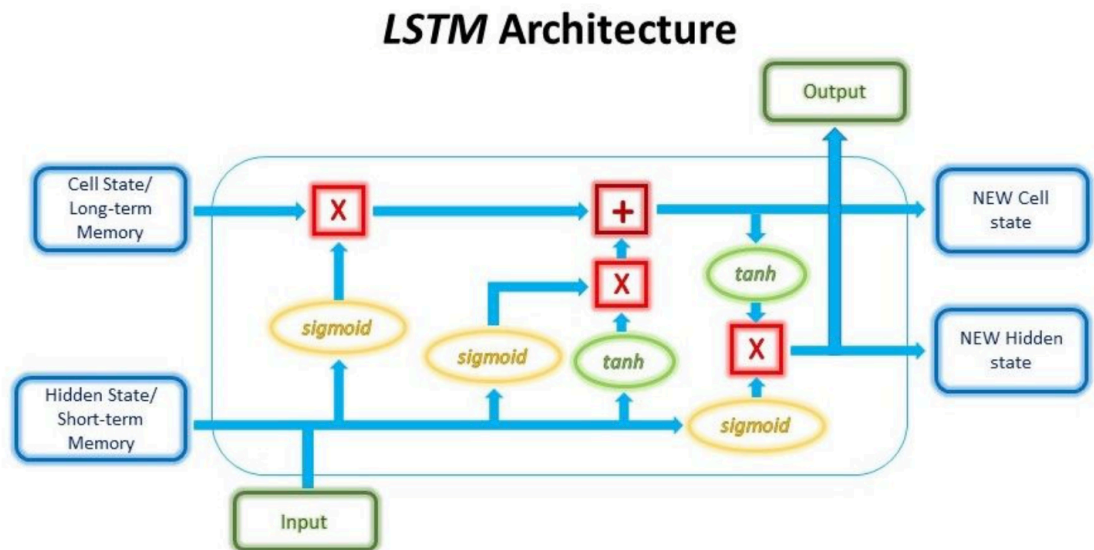 LSTM Architecture
Output
Cell State/
Long-term
Memory
X
+
NEW Cell
state
tanh
X
sigmoid
sigmoid
tanh
X
NEW Hidden
state
Hidden State/
Short-term
Memory
sigmoid
Input